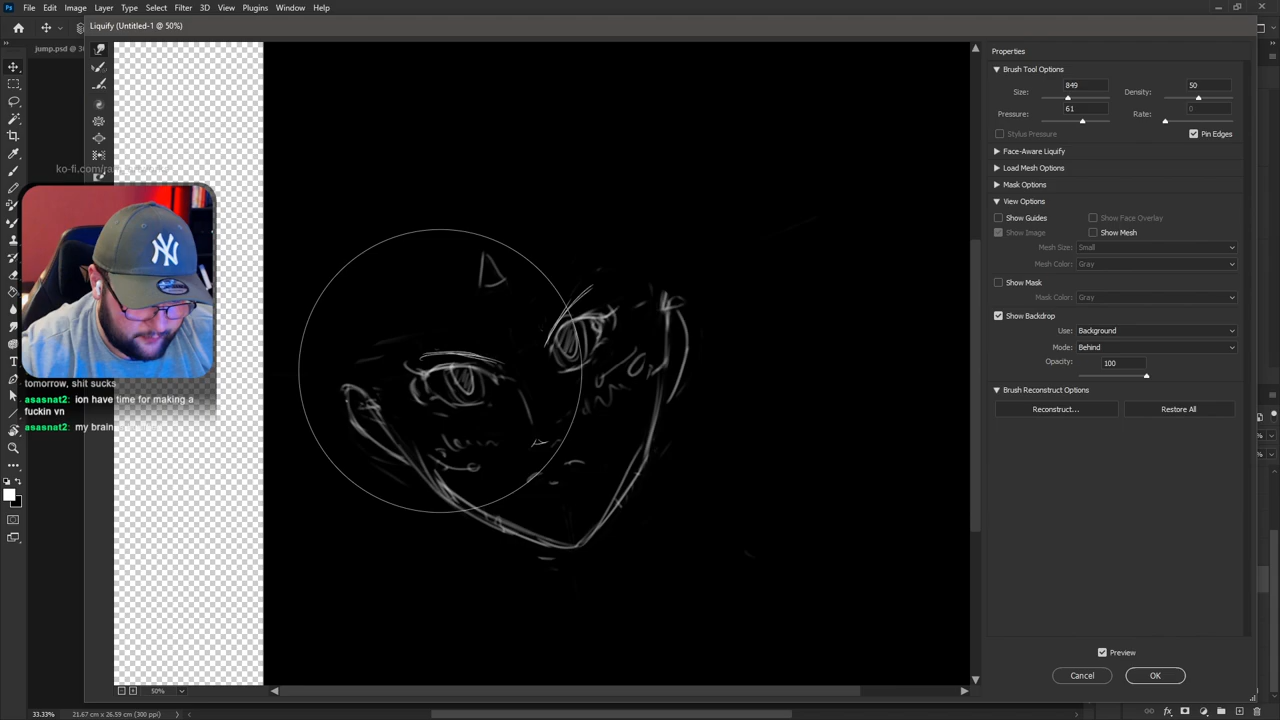 Ps File Edit Image Layer Type Select Filter 3D View Plugins Window Help
Liquify (Untitled-1 @ 50%)
jump.psd @ 3
Properties
Brush Tool Options
Size: 849 Density: 50
Pressure: 61 Rate: 0
Stylus Pressure Pin Edges
Face-Aware Liquify
Load Mesh Options
Mask Options
View Options
Show Guides Show Face Overlay
Show Image Show Mesh
Mesh Size: Small
Mesh Color: Gray
Show Mask
Mask Color: Gray
Show Backdrop
Use: Background
Mode: Behind
Opacity: 100
Brush Reconstruct Options
Reconstruct... Restore All
Preview
Cancel OK
ko-fi.com/ra
NY
tomorrow, shit sucks
asasnat2: ion have time for making a
fuckin vn
asasnat2: my brain
50%
33.33% 21.67 cm x 26.59 cm (300 ppi)